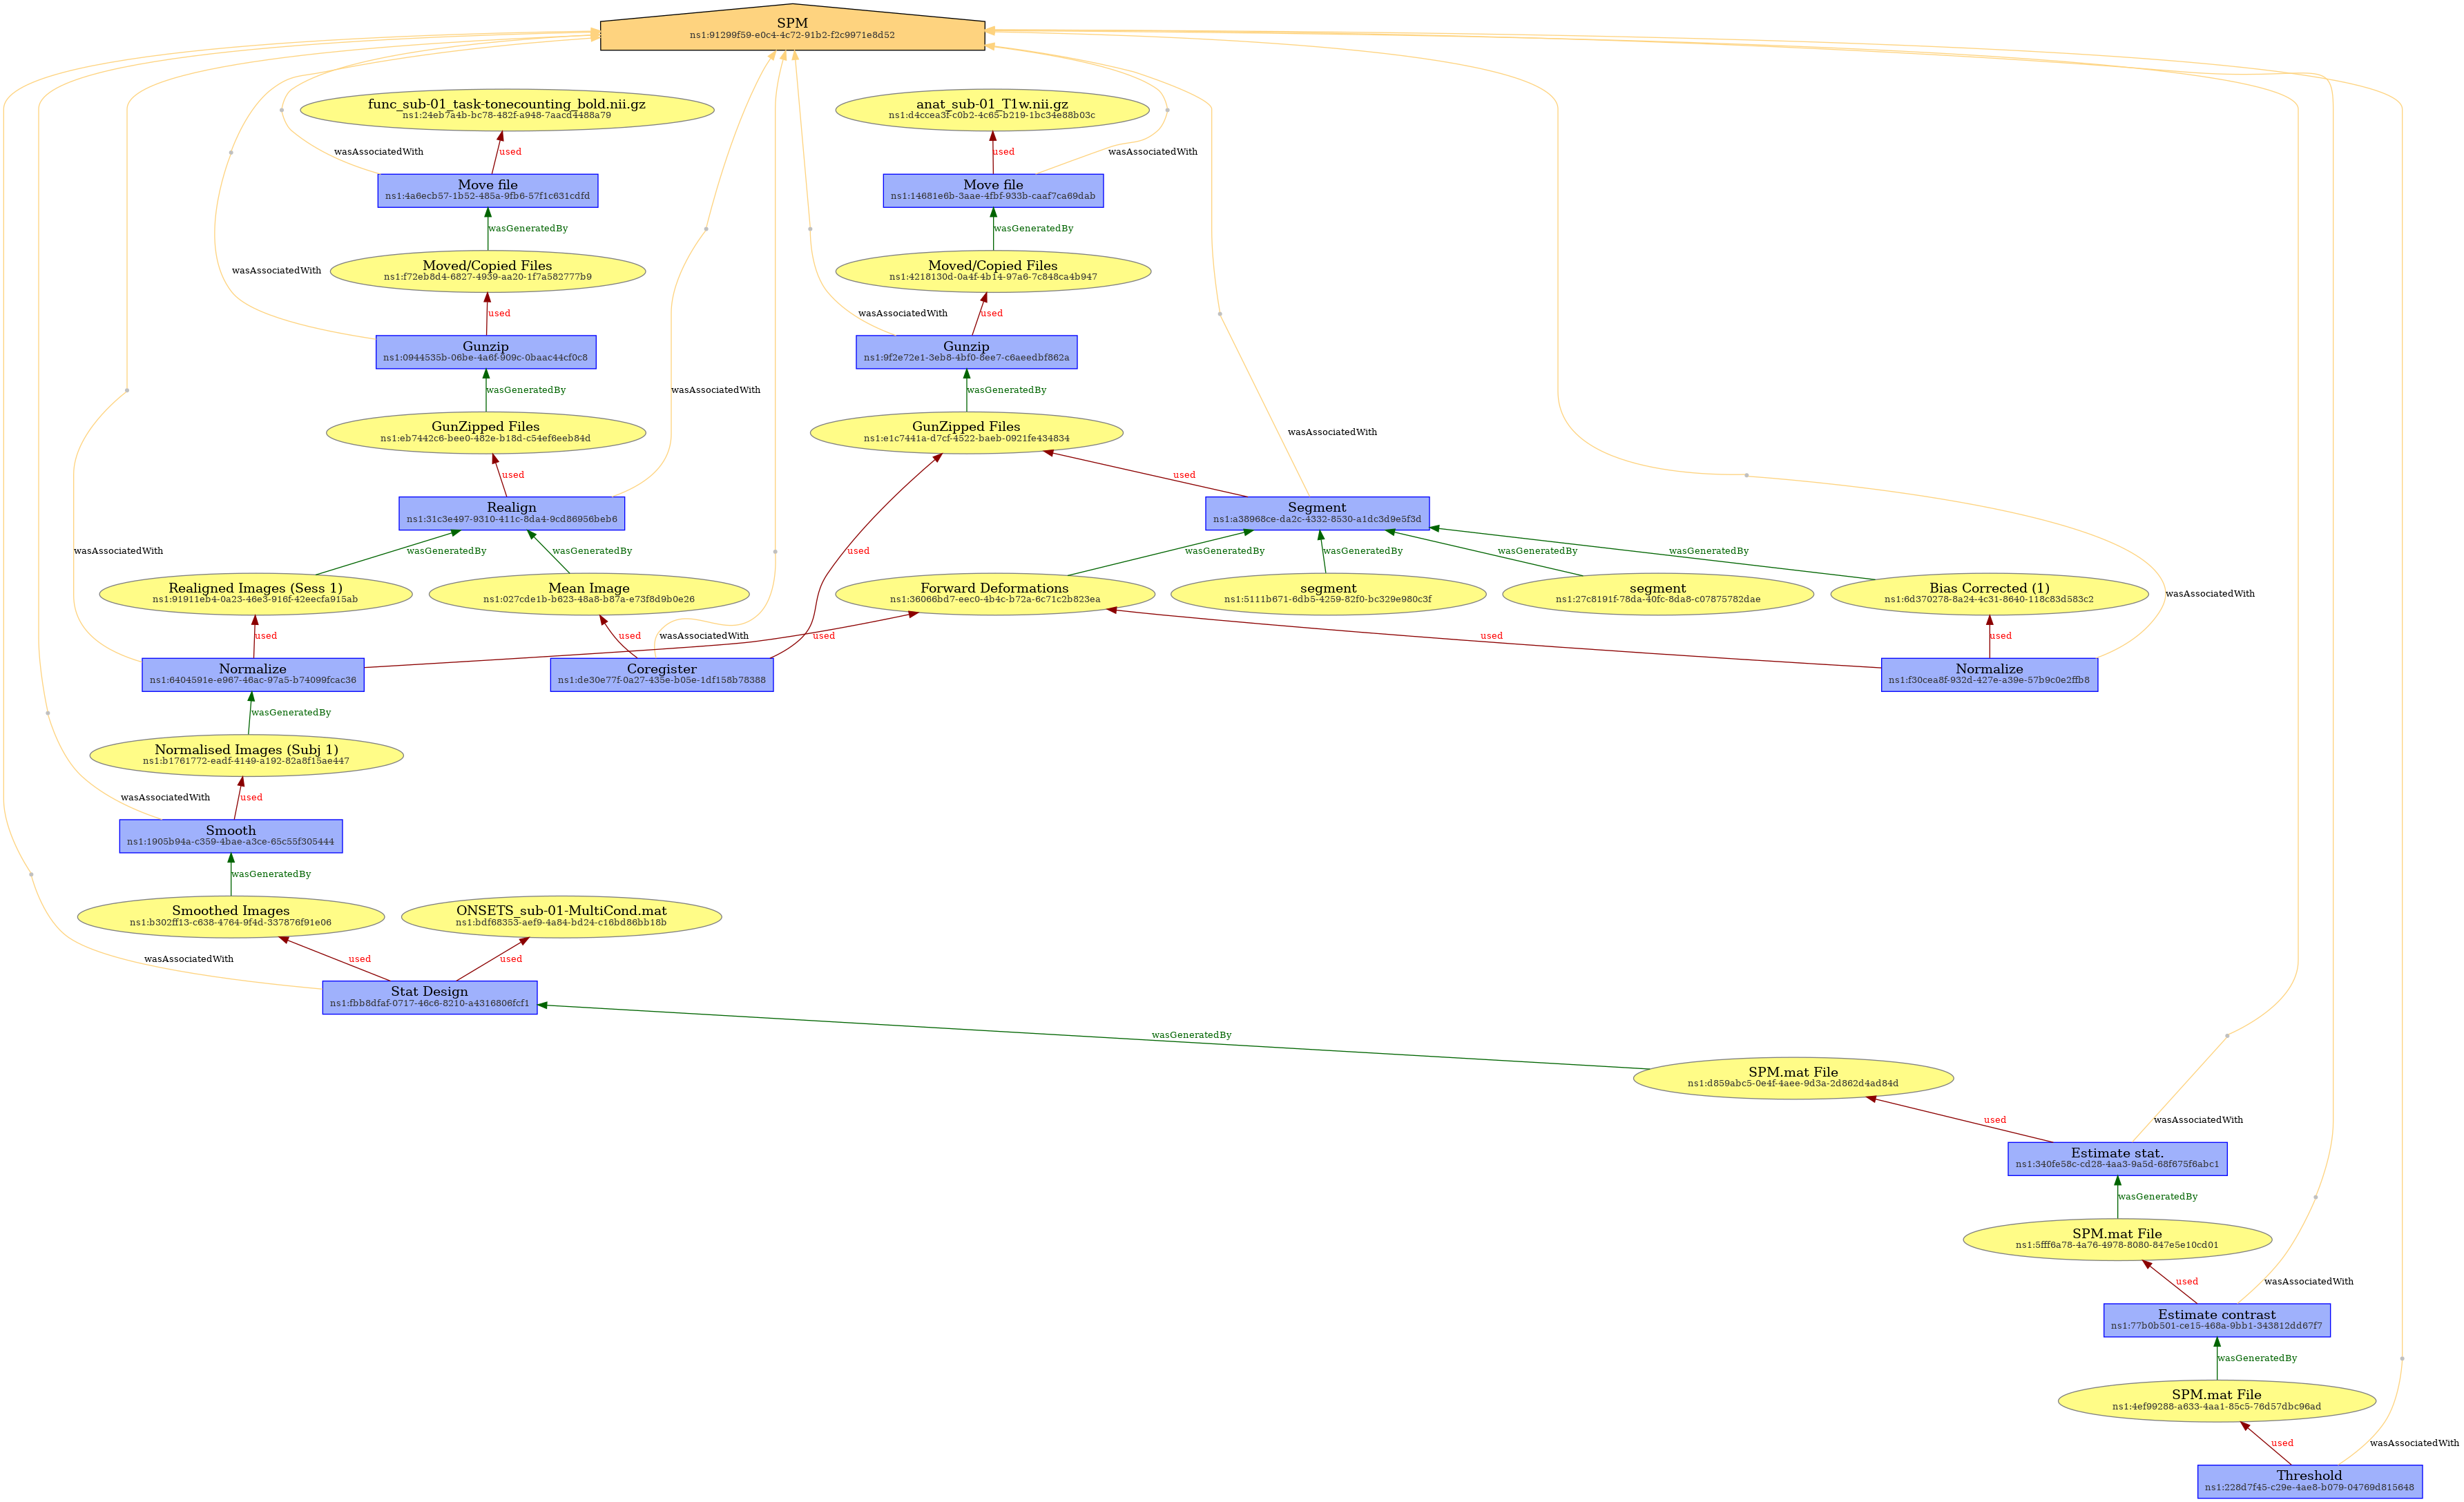 SPM
ns1:91299f59-e0c4-4c72-91b2-f2c9971e8d52
func_sub-01_task-tonecounting_bold.nii.gz
ns1:24eb7a4b-bc78-482f-a948-7aacd4488a79
anat_sub-01_T1w.nii.gz
ns1:d4ccea3f-c0b2-4c65-b219-1bc34e88b03c
wasAssociatedWith
used
used
wasAssociatedWith
Move file
ns1:4a6ecb57-1b52-485a-9fb6-57f1c631cdfd
Move file
ns1:14681e6b-3aae-4fbf-933b-caaf7ca69dab
wasGeneratedBy
wasGeneratedBy
wasAssociatedWith
Moved/Copied Files
ns1:f72eb8d4-6827-4939-aa20-1f7a582777b9
Moved/Copied Files
ns1:4218130d-0a4f-4b14-97a6-7c848ca4b947
used
wasAssociatedWith
used
Gunzip
ns1:0944535b-06be-4a6f-909c-0baac44cf0c8
Gunzip
ns1:9f2e72e1-3eb8-4bf0-8ee7-c6aeedbf862a
wasGeneratedBy
wasAssociatedWith
wasGeneratedBy
GunZipped Files
ns1:eb7442c6-bee0-482e-b18d-c54ef6eeb84d
GunZipped Files
ns1:e1c7441a-d7cf-4522-baeb-0921fe434834
wasAssociatedWith
used
used
Realign
ns1:31c3e497-9310-411c-8da4-9cd86956beb6
Segment
ns1:a38968ce-da2c-4332-8530-a1dc3d9e5f3d
wasAssociatedWith
wasGeneratedBy
wasGeneratedBy
used
wasGeneratedBy
wasGeneratedBy
wasGeneratedBy
wasGeneratedBy
Realigned Images (Sess 1)
ns1:91911eb4-0a23-46e3-916f-42eecfa915ab
Mean Image
ns1:027cde1b-b623-48a8-b87a-e73f8d9b0e26
Forward Deformations
ns1:36066bd7-eec0-4b4c-b72a-6c71c2b823ea
segment
ns1:5111b671-6db5-4259-82f0-bc329e980c3f
segment
ns1:27c8191f-78da-40fc-8da8-c07875782dae
Bias Corrected (1)
ns1:6d370278-8a24-4c31-8640-118c83d583c2
wasAssociatedWith
used
used
wasAssociatedWith
used
used
used
Normalize
ns1:6404591e-e967-46ac-97a5-b74099fcac36
Coregister
ns1:de30e77f-0a27-435e-b05e-1df158b78388
Normalize
ns1:f30cea8f-932d-427e-a39e-57b9c0e2ffb8
wasGeneratedBy
Normalised Images (Subj 1)
ns1:b1761772-eadf-4149-a192-82a8f15ae447
wasAssociatedWith
used
Smooth
ns1:1905b94a-c359-4bae-a3ce-65c55f305444
wasGeneratedBy
Smoothed Images
ns1:b302ff13-c638-4764-9f4d-337876f91e06
ONSETS_sub-01-MultiCond.mat
ns1:bdf68353-aef9-4a84-bd24-c16bd86bb18b
wasAssociatedWith
used
used
Stat Design
ns1:fbb8dfaf-0717-46c6-8210-a4316806fcf1
wasGeneratedBy
SPM.mat File
ns1:d859abc5-0e4f-4aee-9d3a-2d862d4ad84d
used
wasAssociatedWith
Estimate stat.
ns1:340fe58c-cd28-4aa3-9a5d-68f675f6abc1
wasGeneratedBy
SPM.mat File
ns1:5fff6a78-4a76-4978-8080-847e5e10cd01
used
wasAssociatedWith
Estimate contrast
ns1:77b0b501-ce15-468a-9bb1-343812dd67f7
wasGeneratedBy
SPM.mat File
ns1:4ef99288-a633-4aa1-85c5-76d57dbc96ad
used
wasAssociatedWith
Threshold
ns1:228d7f45-c29e-4ae8-b079-04769d815648